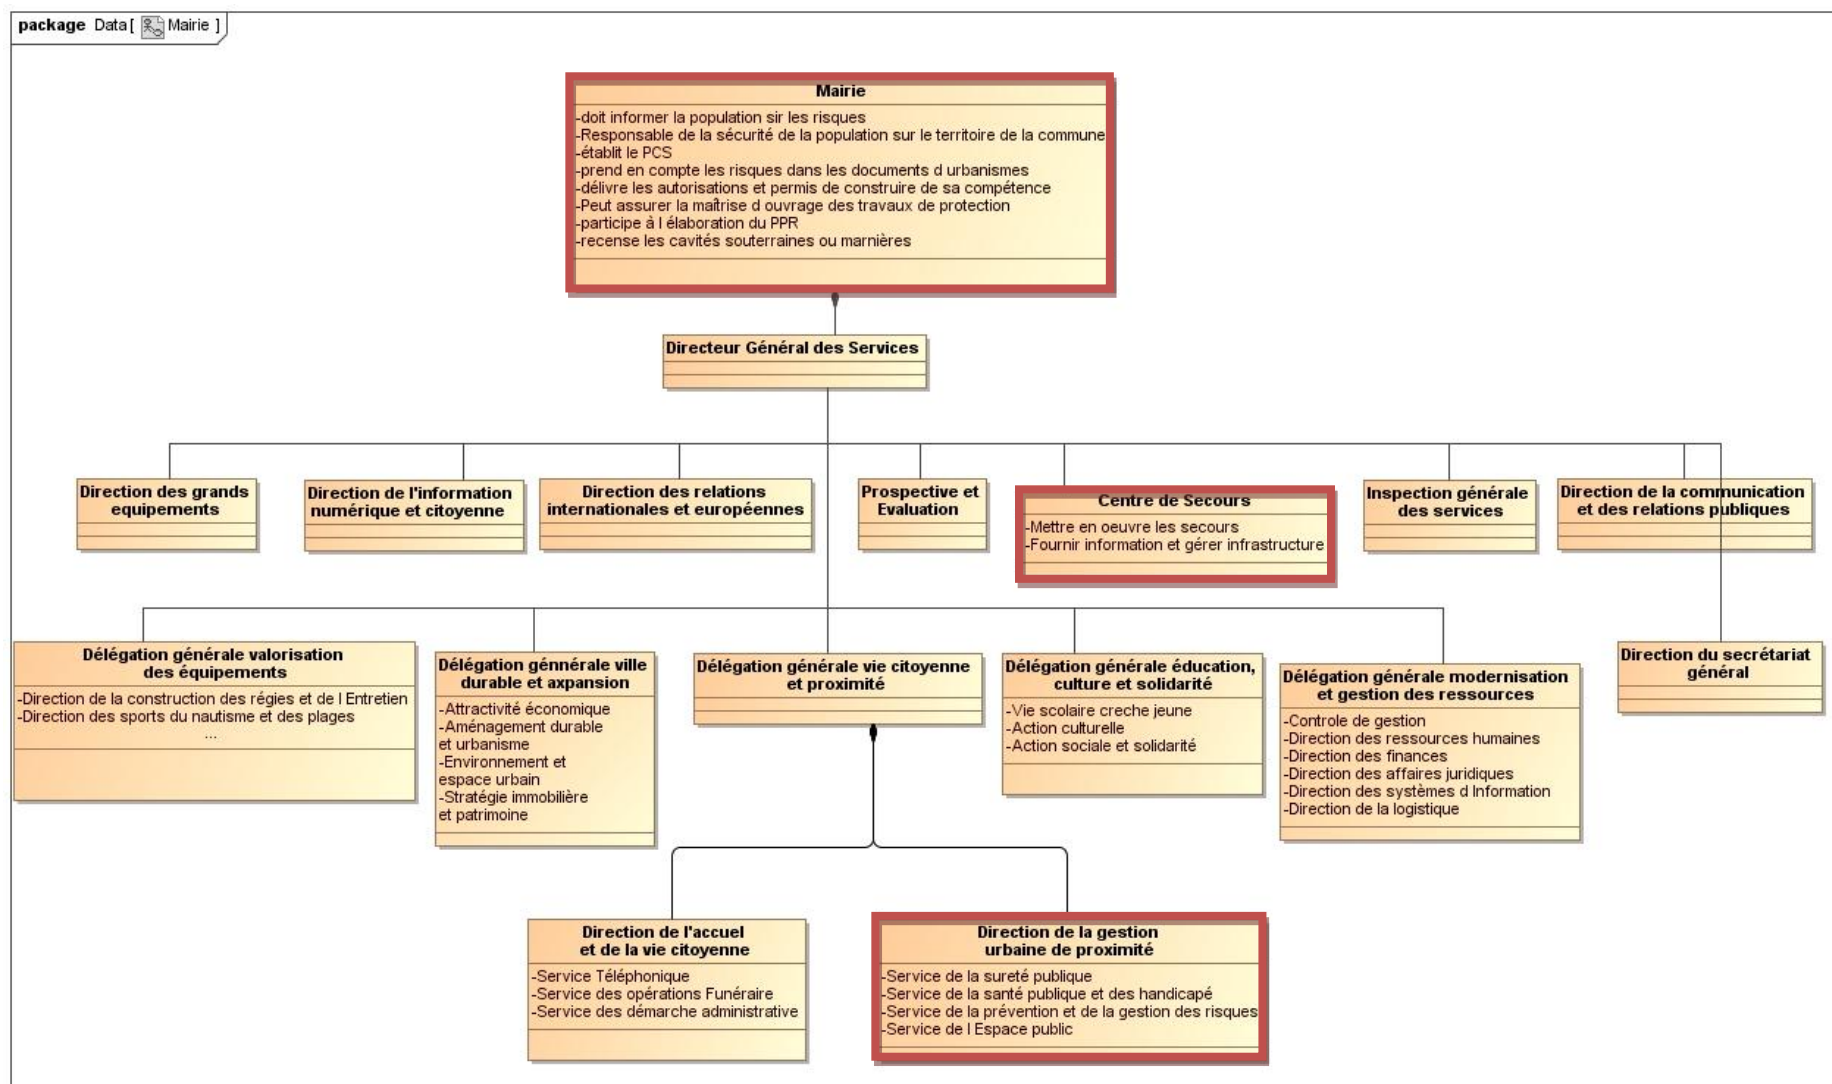 package Data [ Mairie ]
Mairie
-doit informer la population sir les risques
-Responsable de la sécurité de la population sur le territoire de la commune
-établit le PCS
-prend en compte les risques dans les documents d urbanismes
-délivre les autorisations et permis de construire de sa compétence
-Peut assurer la maîtrise d ouvrage des travaux de protection
-participe à l élaboration du PPR
-recense les cavités souterraines ou marnières
Directeur Général des Services
Direction des grands
equipements
Direction de l'information
numérique et citoyenne
Direction des relations
internationales et européennes
Prospective et
Evaluation
Centre de Secours
-Mettre en oeuvre les secours
-Fournir information et gérer infrastructure
Inspection générale
des services
Direction de la communication
et des relations publiques
Délégation générale valorisation
des équipements
-Direction de la construction des régies et de l Entretien
-Direction des sports du nautisme et des plages
...
Délégation génnérale ville
durable et axpansion
-Attractivité économique
-Aménagement durable
et urbanisme
-Environnement et
espace urbain
-Stratégie immobilière
et patrimoine
Délégation générale vie citoyenne
et proximité
Délégation générale éducation,
culture et solidarité
-Vie scolaire creche jeune
-Action culturelle
-Action sociale et solidarité
Délégation générale modernisation
et gestion des ressources
-Controle de gestion
-Direction des ressources humaines
-Direction des finances
-Direction des affaires juridiques
-Direction des systèmes d Information
-Direction de la logistique
Direction du secrétariat
général
Direction de l'accuel
et de la vie citoyenne
-Service Téléphonique
-Service des opérations Funéraire
-Service des démarche administrative
Direction de la gestion
urbaine de proximité
-Service de la sureté publique
-Service de la santé publique et des handicapé
-Service de la prévention et de la gestion des risques
-Service de l Espace public